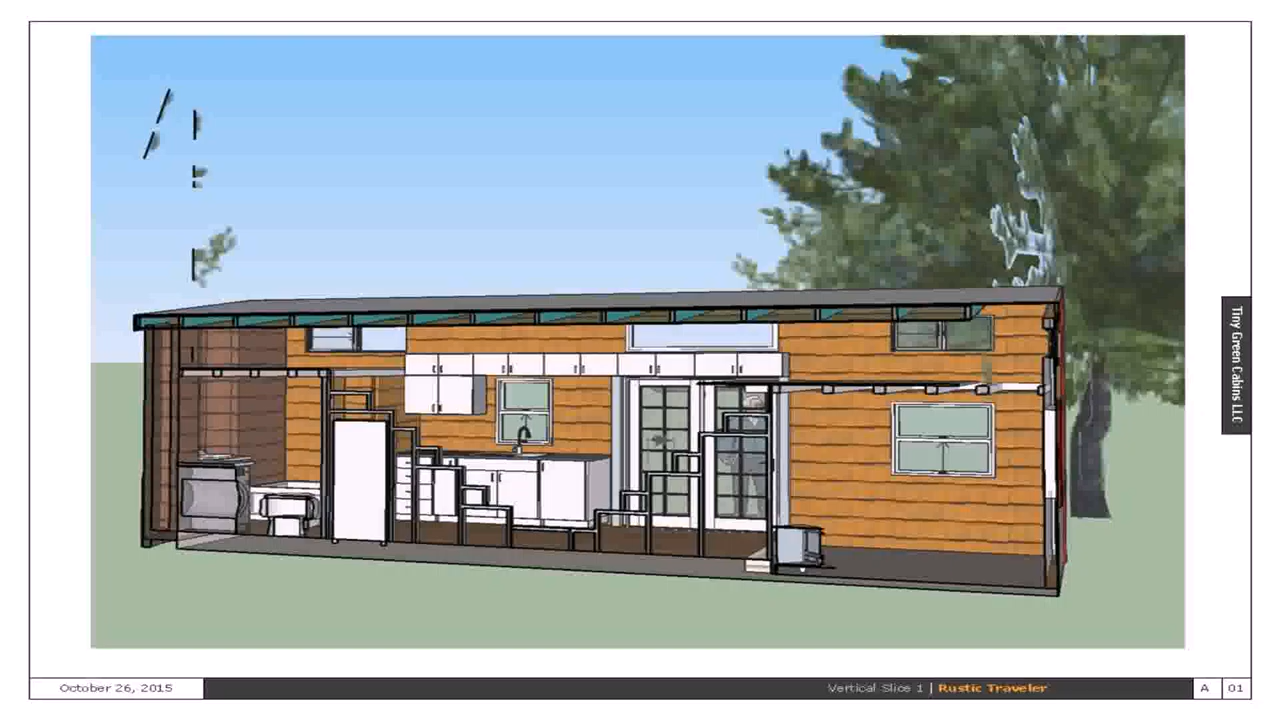 Tiny Green Cabins LLC
October 26, 2015
Vertical Slice 1 | Rustic Traveler
A 01